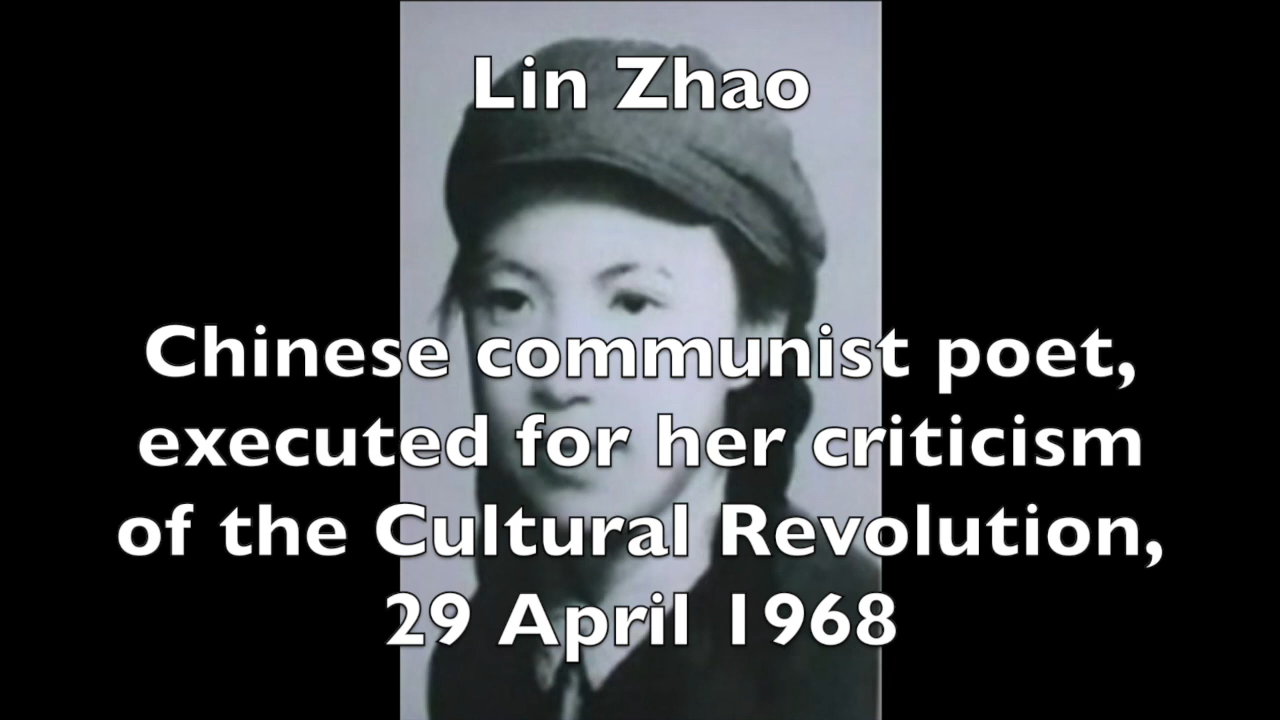 Lin Zhao
Chinese communist poet,
executed for her criticism
of the Cultural Revolution,
29 April 1968